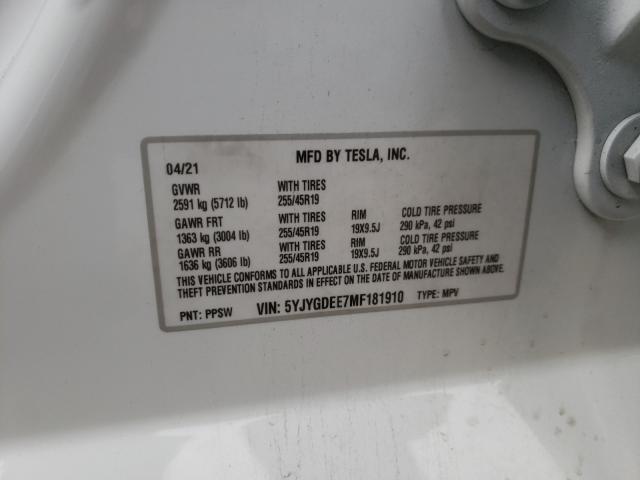 04/21 MFD BY TESLA, INC.
GVWR WITH TIRES
2591 kg (5712 lb) 255/45R19
GAWR FRT WITH TIRES RIM COLD TIRE PRESSURE
1363 kg (3004 lb) 255/45R19 19X9.5J 290 kPa, 42 psi
GAWR RR WITH TIRES RIM COLD TIRE PRESSURE
1636 kg (3606 lb) 255/45R19 19X9.5J 290 kPa, 42 psi
THIS VEHICLE CONFORMS TO ALL APPLICABLE U.S. FEDERAL MOTOR VEHICLE SAFETY AND
THEFT PREVENTION STANDARDS IN EFFECT ON THE DATE OF MANUFACTURE SHOWN ABOVE.
PNT: PPSW VIN: 5YJYGDEE7MF181910 TYPE: MPV